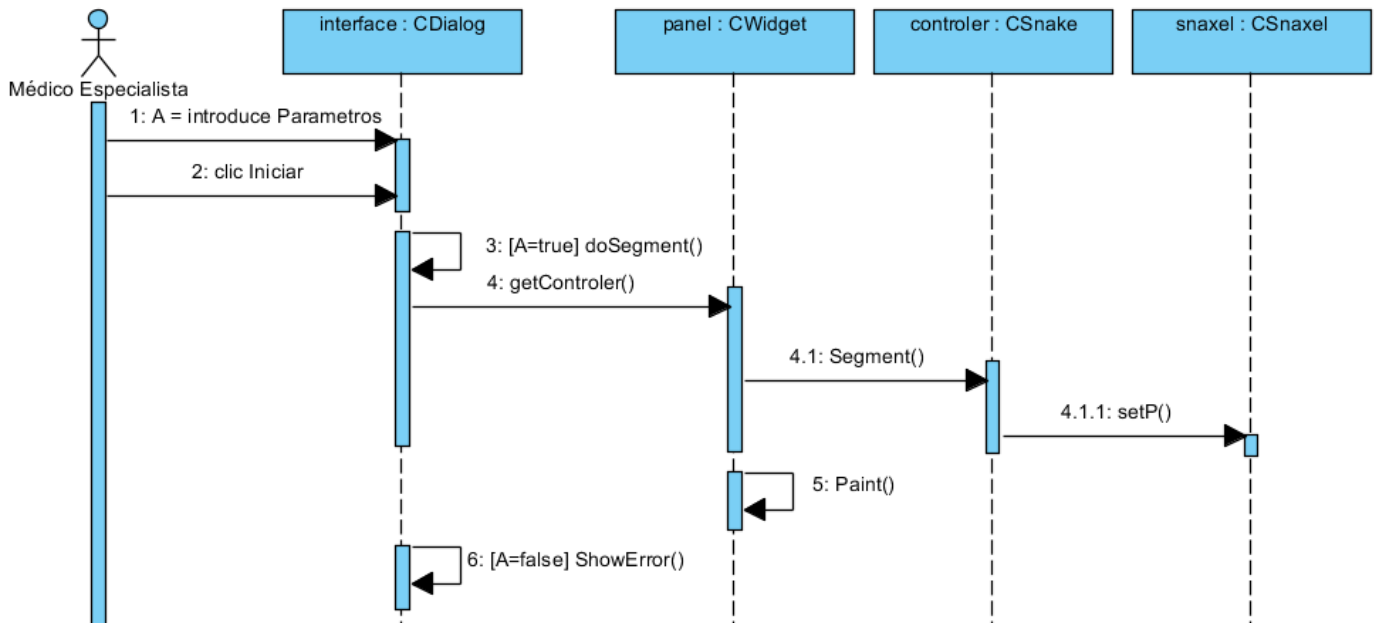 interface : CDialog
panel : CWidget
controler : CSnake
snaxel : CSnaxel
Médico Especialista
1: A = introduce Parametros
2: clic Iniciar
3: [A=true] doSegment()
4: getControler()
4.1: Segment()
4.1.1: setP()
5: Paint()
6: [A=false] ShowError()